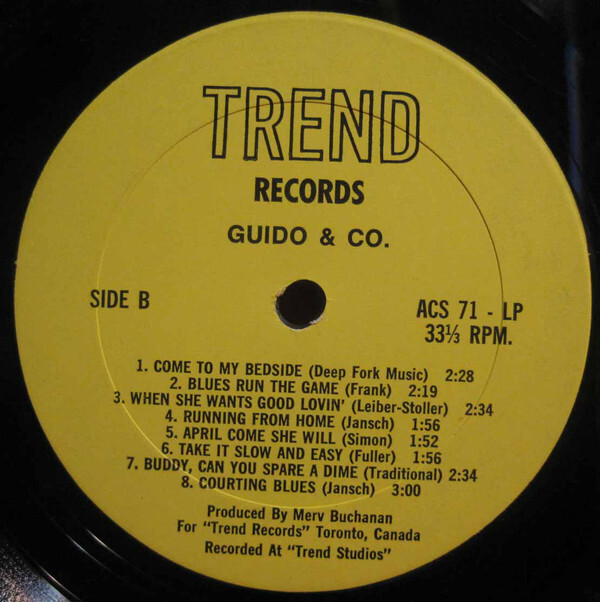 TREND
RECORDS
GUIDO & CO.
SIDE B
ACS 71 - LP
33⅓ RPM.
1. COME TO MY BEDSIDE (Deep Fork Music) 2:28
2. BLUES RUN THE GAME (Frank) 2:19
3. WHEN SHE WANTS GOOD LOVIN' (Leiber-Stoller) 2:34
4. RUNNING FROM HOME (Jansch) 1:56
5. APRIL COME SHE WILL (Simon) 1:52
6. TAKE IT SLOW AND EASY (Fuller) 1:56
7. BUDDY, CAN YOU SPARE A DIME (Traditional) 2:34
8. COURTING BLUES (Jansch) 3:00
Produced By Merv Buchanan
For "Trend Records" Toronto, Canada
Recorded At "Trend Studios"